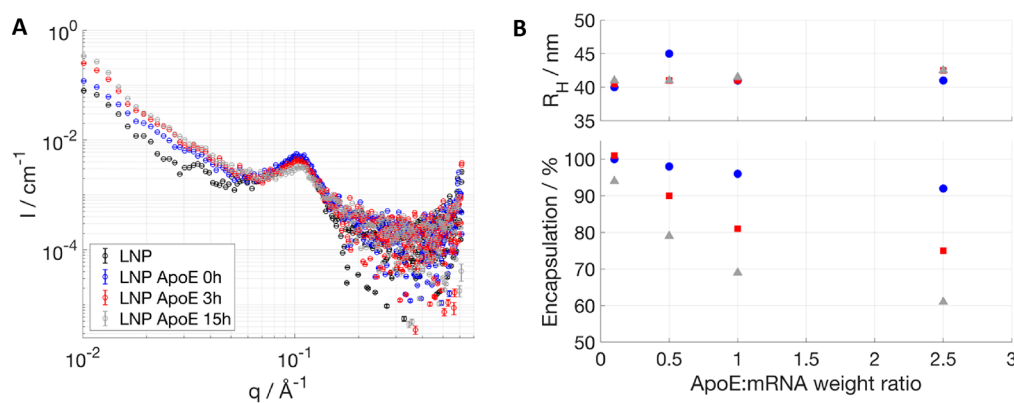 A
I / cm⁻¹
10⁰
10⁻²
10⁻⁴
LNP
LNP ApoE 0h
LNP ApoE 3h
LNP ApoE 15h
10⁻²
10⁻¹
q / Å⁻¹
B
R_H / nm
50
45
40
35
Encapsulation / %
100
90
80
70
60
50
0 0.5 1 1.5 2 2.5 3
ApoE:mRNA weight ratio